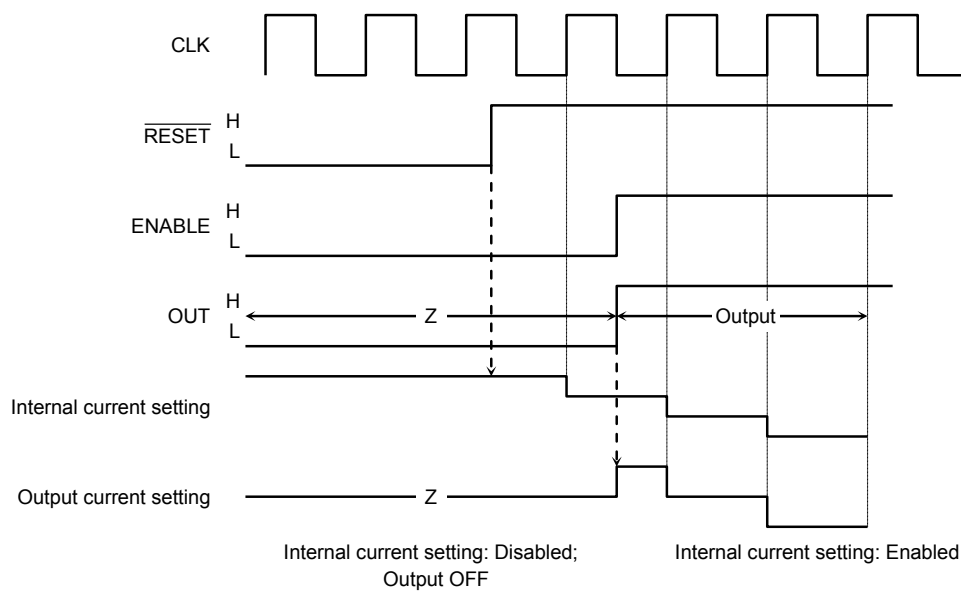 CLK
H
RESET
L
H
ENABLE
L
H
OUT
Z
Output
L
Internal current setting
Output current setting
Z
Internal current setting: Disabled;
Output OFF
Internal current setting: Enabled